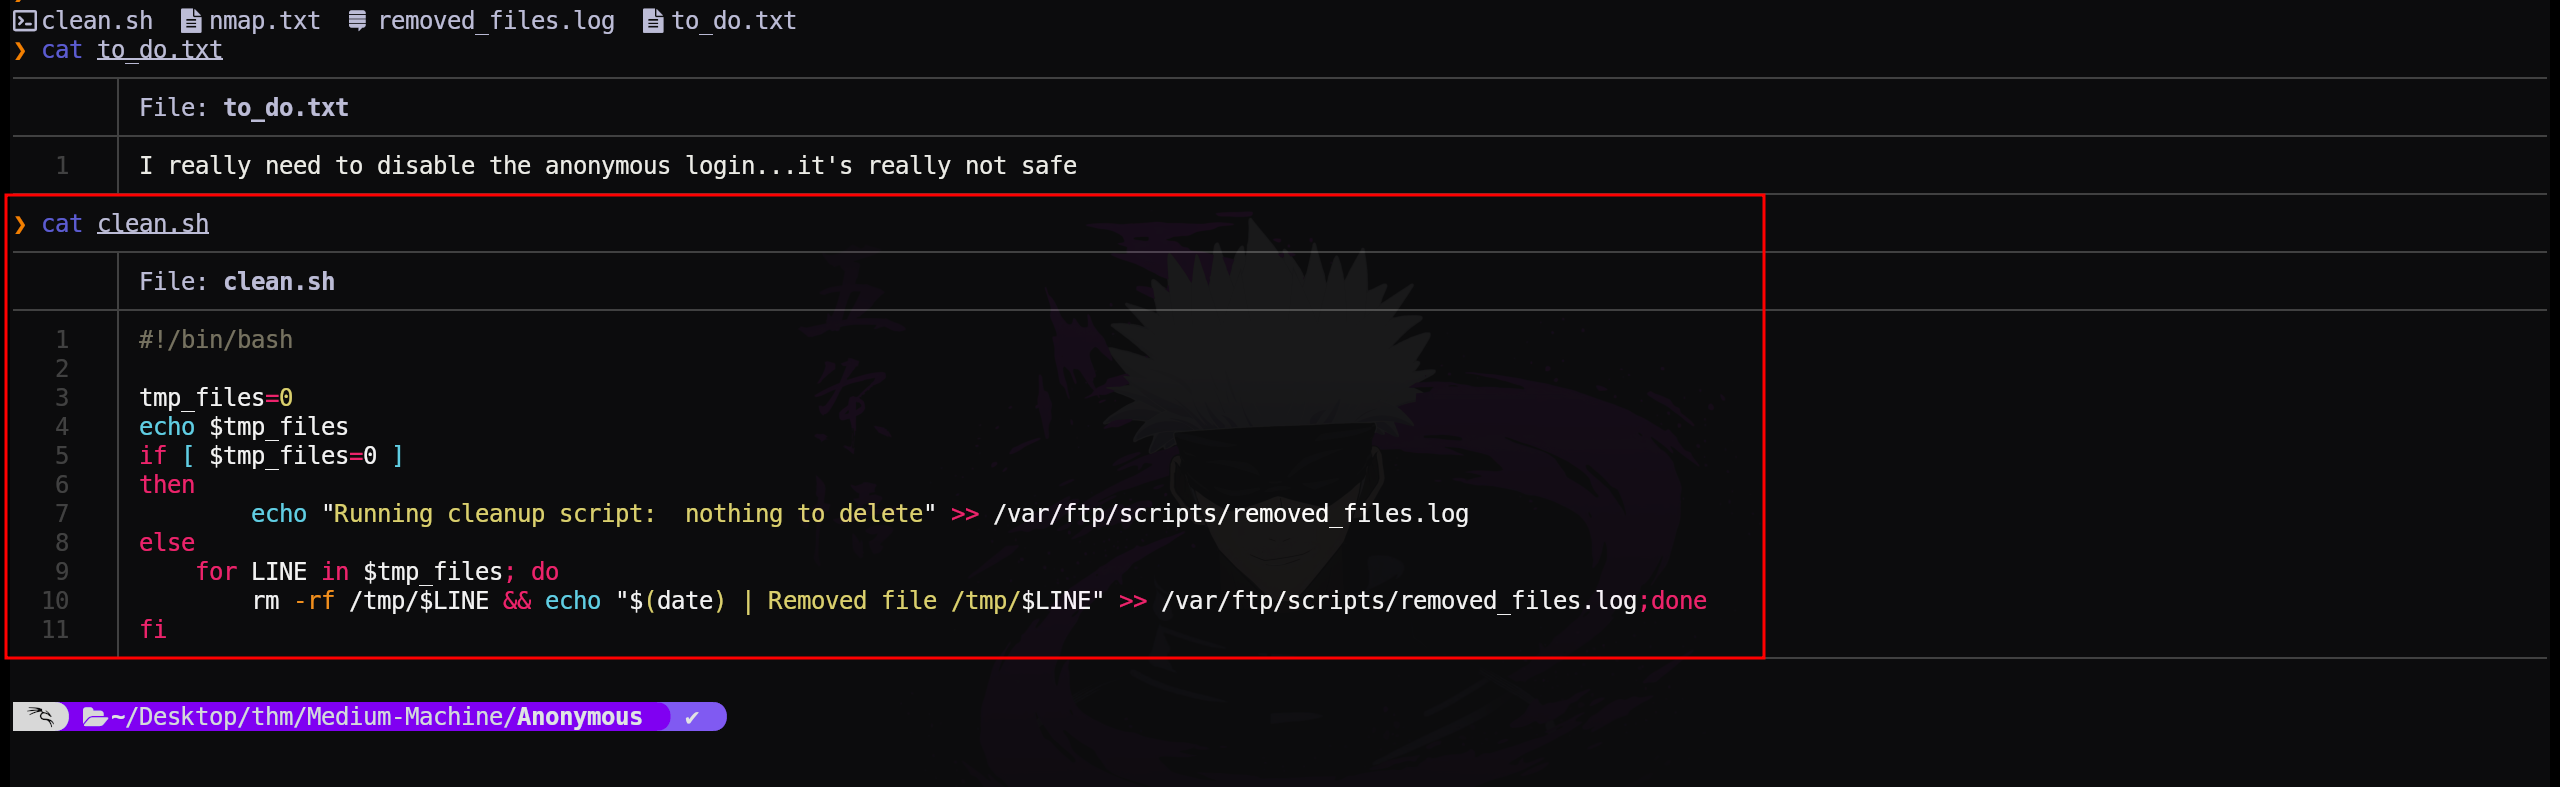 clean.sh nmap.txt removed_files.log to_do.txt
❯ cat to_do.txt
File: to_do.txt
1 I really need to disable the anonymous login...it's really not safe
❯ cat clean.sh
File: clean.sh
1 #!/bin/bash
2
3 tmp_files=0
4 echo $tmp_files
5 if [ $tmp_files=0 ]
6 then
7         echo "Running cleanup script:  nothing to delete" >> /var/ftp/scripts/removed_files.log
8 else
9     for LINE in $tmp_files; do
10         rm -rf /tmp/$LINE && echo "$(date) | Removed file /tmp/$LINE" >> /var/ftp/scripts/removed_files.log;done
11 fi
~/Desktop/thm/Medium-Machine/Anonymous ✔